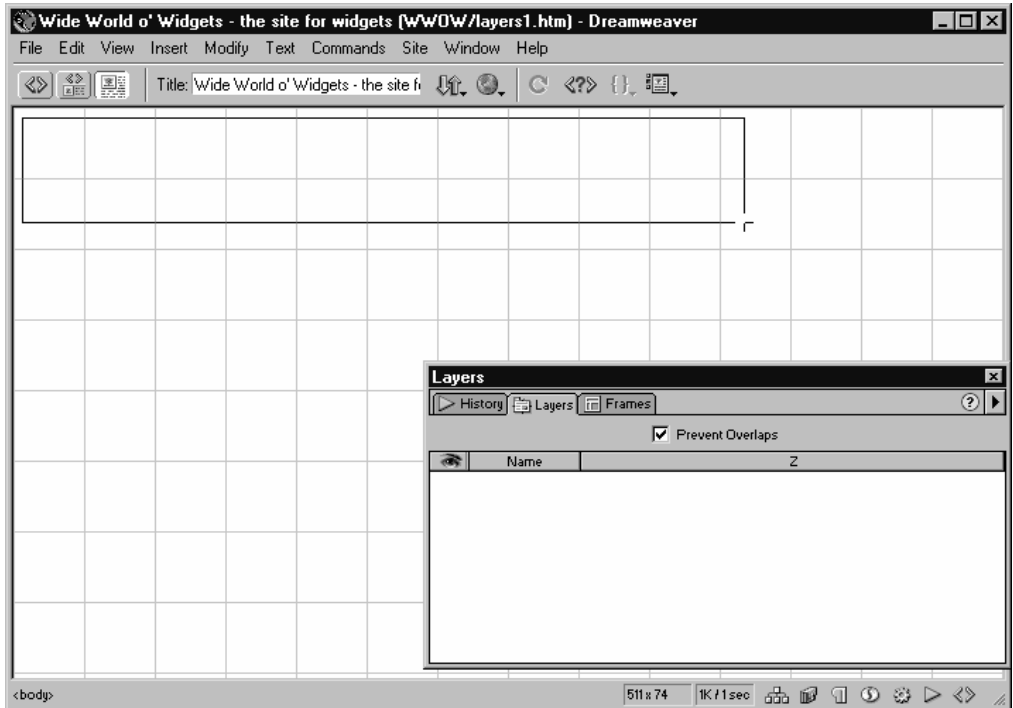 Wide World o' Widgets - the site for widgets (WWOW/layers1.htm) - Dreamweaver
File Edit View Insert Modify Text Commands Site Window Help
Title: Wide World o' Widgets - the site f
Layers
History Layers Frames
Prevent Overlaps
Name Z
<body> 511 x 74 1K / 1 sec